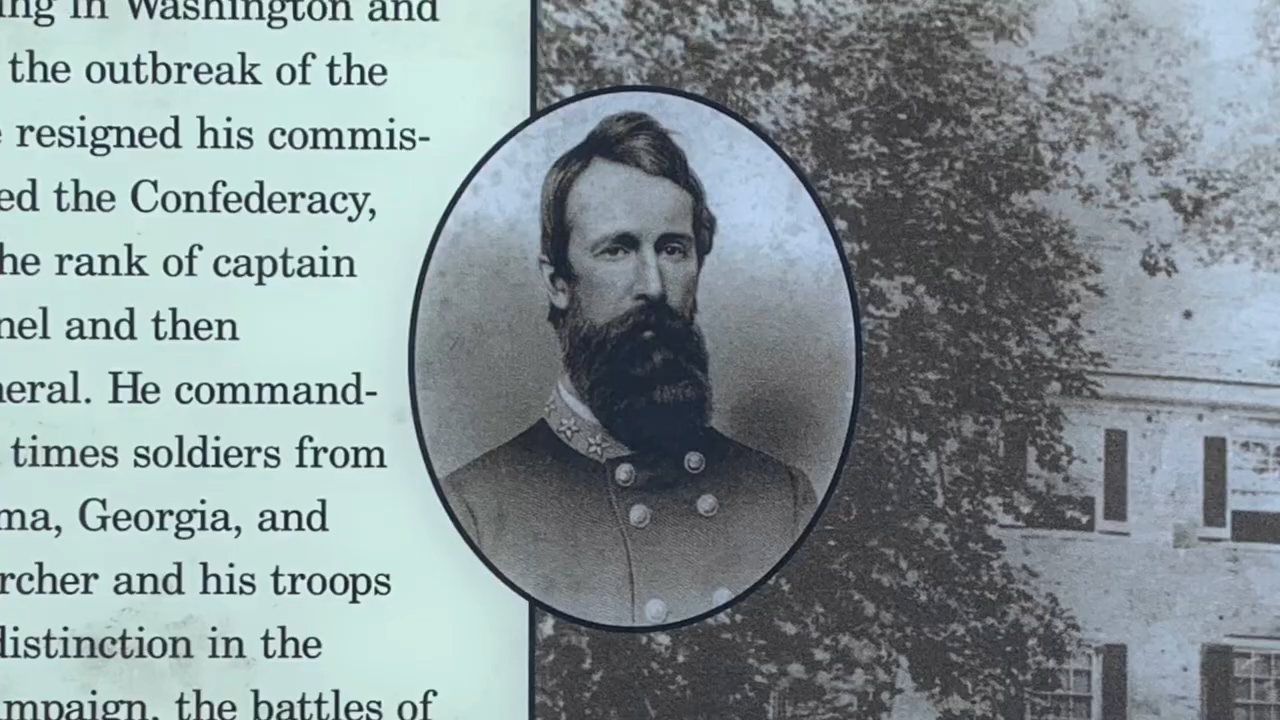 ing in Washington and
the outbreak of the
e resigned his commis-
ed the Confederacy,
he rank of captain
nel and then
neral. He command-
times soldiers from
ma, Georgia, and
rcher and his troops
distinction in the
mpaign, the battles of